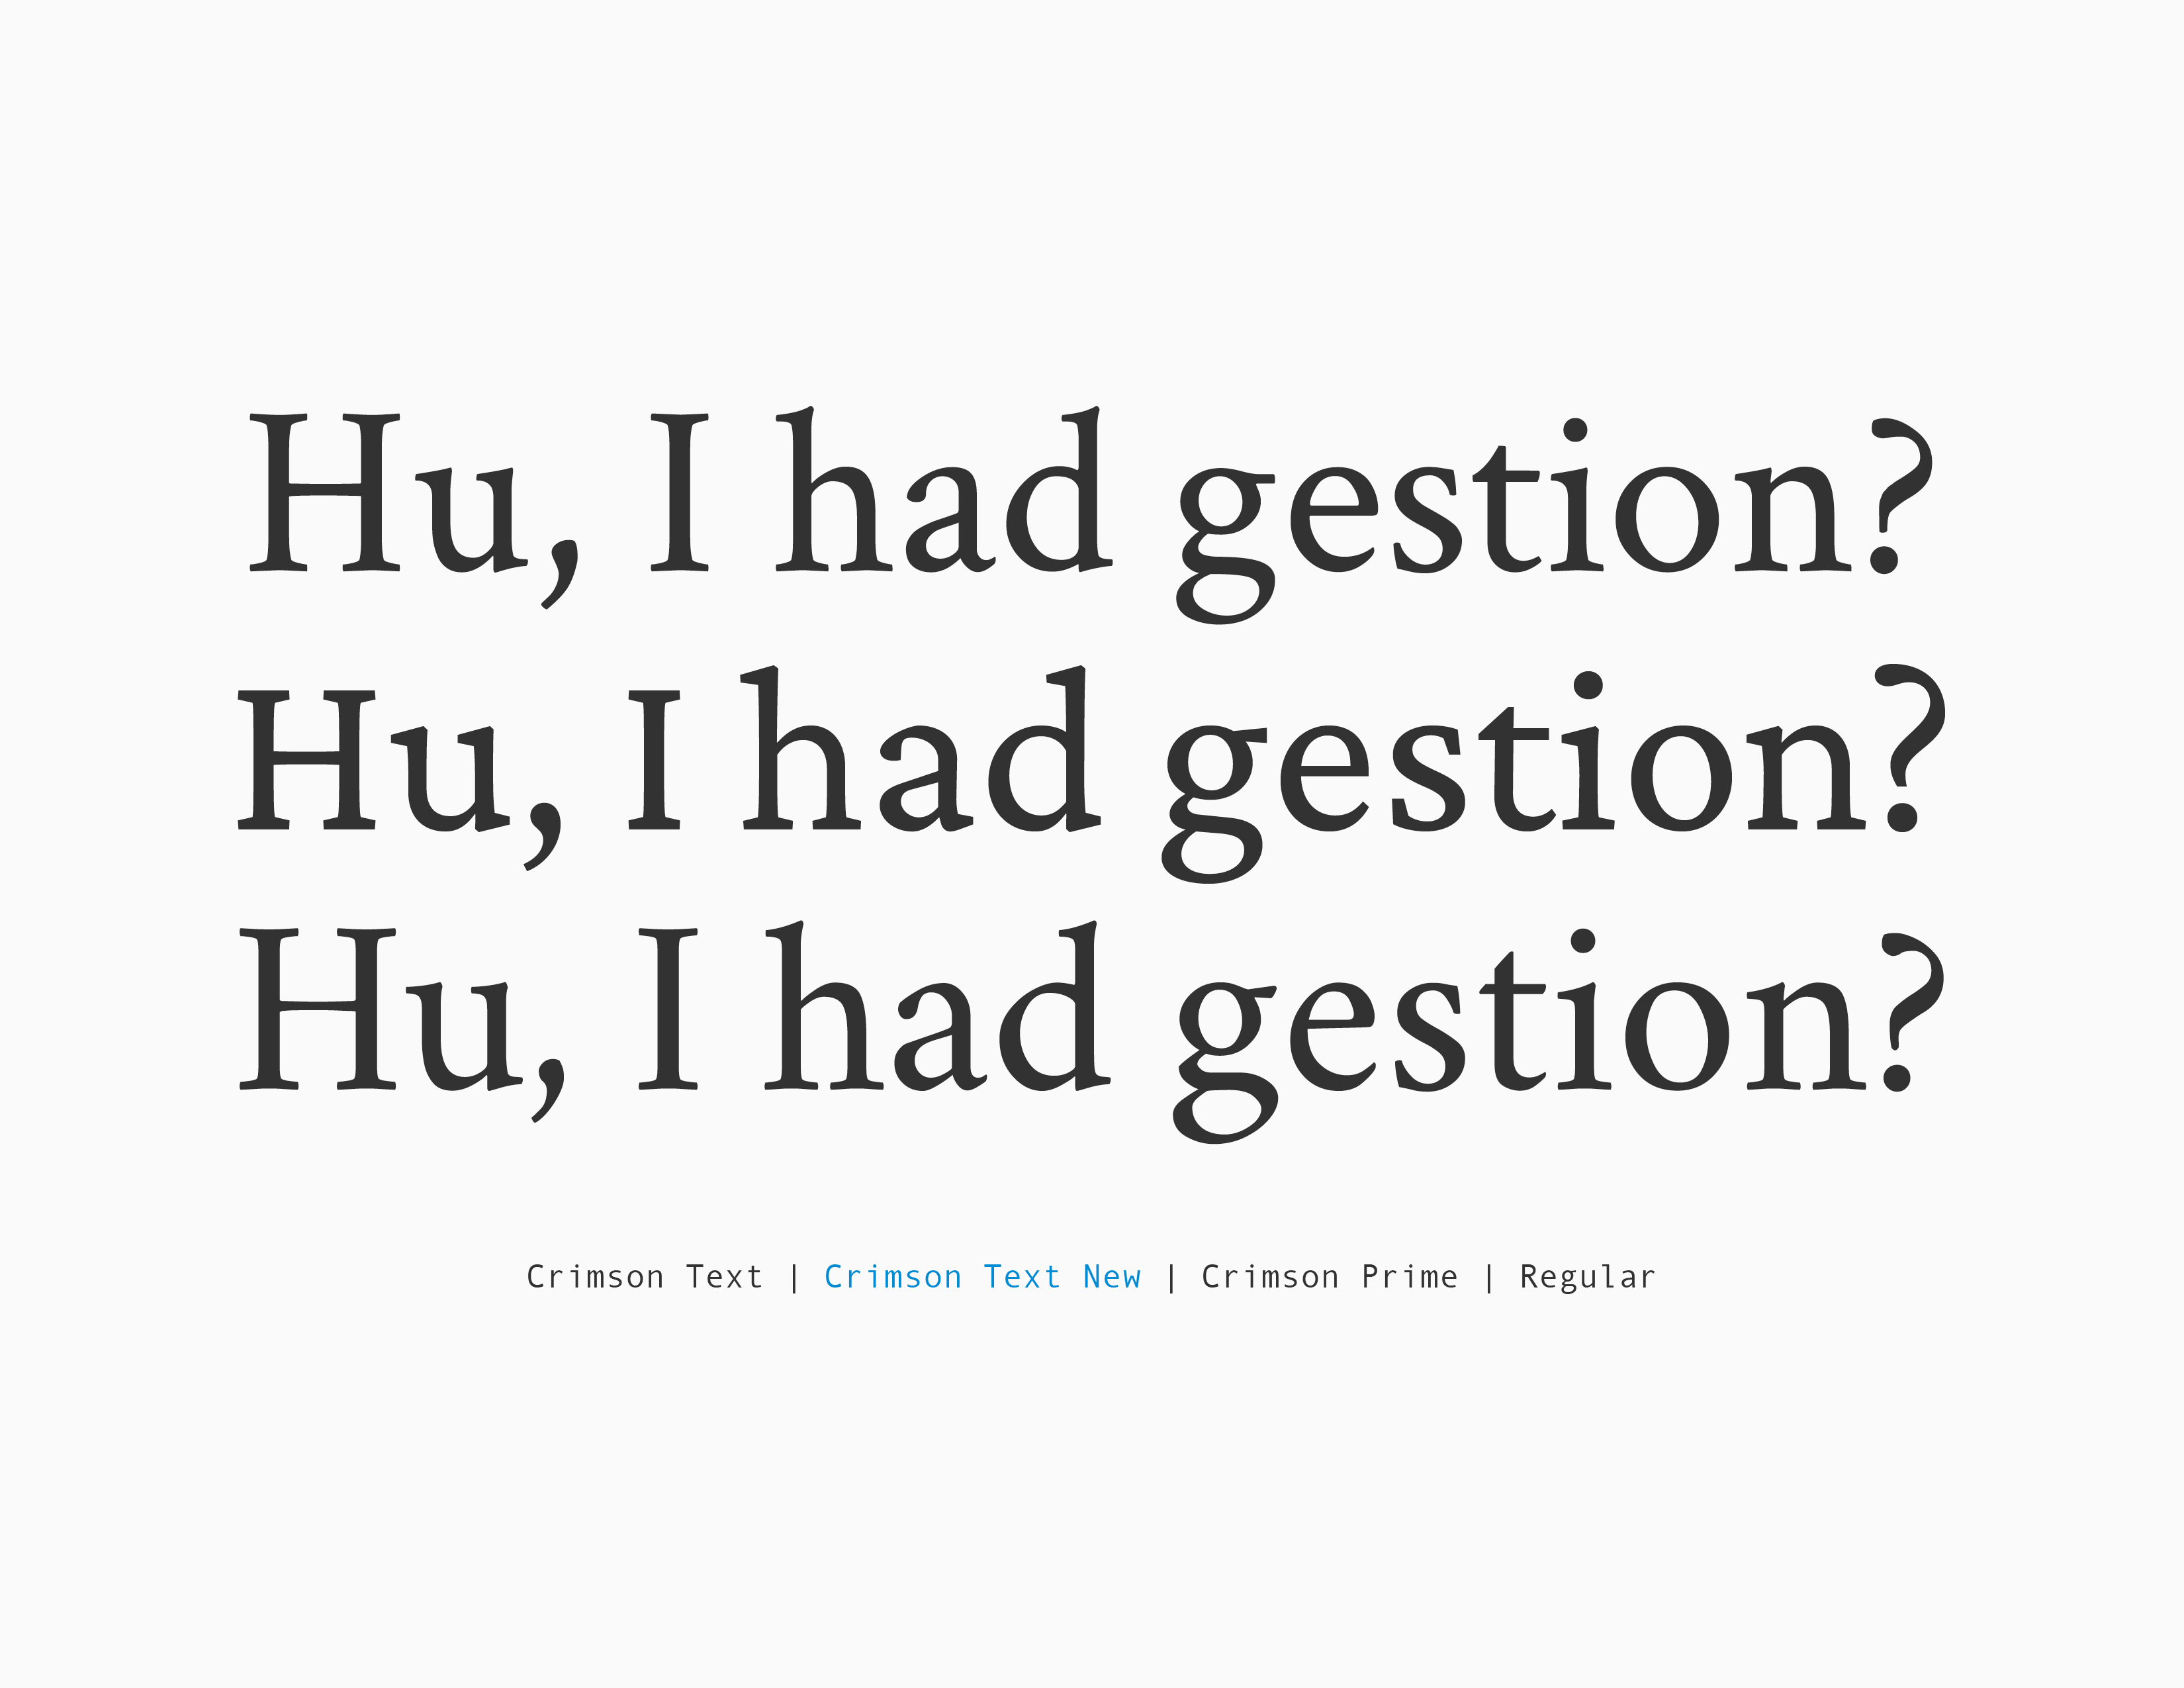 Hu, I had gestion?
Hu, I had gestion?
Hu, I had gestion?
Crimson Text | Crimson Text New | Crimson Prime | Regular